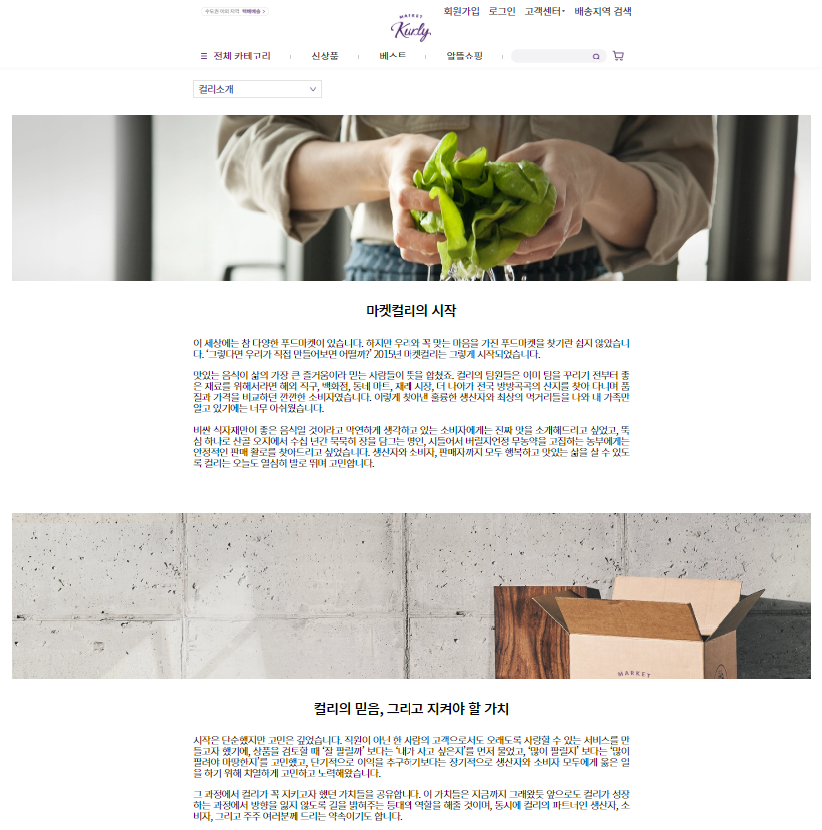 수도권 이외 지역 택배배송 >
회원가입 로그인 고객센터 배송지역 검색
MARKET
Kurly
전체 카테고리 신상품 베스트 알뜰쇼핑
컬리소개
마켓컬리의 시작
이 세상에는 참 다양한 푸드마켓이 있습니다. 하지만 우리와 꼭 맞는 마음을 가진 푸드마켓을 찾기란 쉽지 않았습니
다. ‘그렇다면 우리가 직접 만들어보면 어떨까?’ 2015년 마켓컬리는 그렇게 시작되었습니다.
맛있는 음식이 삶의 가장 큰 즐거움이라 믿는 사람들이 뜻을 합쳤죠. 컬리의 팀원들은 이미 팀을 꾸리기 전부터 좋
은 재료를 위해서라면 해외 직구, 백화점, 동네 마트, 재래 시장, 더 나아가 전국 방방곡곡의 산지를 찾아 다니며 품
질과 가격을 비교하던 깐깐한 소비자였습니다. 이렇게 찾아낸 훌륭한 생산자와 최상의 먹거리들을 나와 내 가족만
알고 있기에는 너무 아쉬웠습니다.
비싼 식자재만이 좋은 음식일 것이라고 막연하게 생각하고 있는 소비자에게는 진짜 맛을 소개해드리고 싶었고, 뚝
심 하나로 산골 오지에서 수십 년간 묵묵히 장을 담그는 명인, 시들어서 버릴지언정 무농약을 고집하는 농부에게는
안정적인 판매 활로를 찾아드리고 싶었습니다. 생산자와 소비자, 판매자까지 모두 행복하고 맛있는 삶을 살 수 있도
록 컬리는 오늘도 열심히 발로 뛰며 고민합니다.
MARKET
컬리의 믿음, 그리고 지켜야 할 가치
시작은 단순했지만 고민은 깊었습니다. 직원이 아닌 한 사람의 고객으로서도 오래도록 사랑할 수 있는 서비스를 만
들고자 했기에, 상품을 검토할 때 ‘잘 팔릴까’ 보다는 ‘내가 사고 싶은지’를 먼저 물었고, ‘많이 팔릴지’ 보다는 ‘많이
팔려야 마땅한지’를 고민했고, 단기적으로 이익을 추구하기보다는 장기적으로 생산자와 소비자 모두에게 옳은 일
을 하기 위해 치열하게 고민하고 노력해왔습니다.
그 과정에서 컬리가 꼭 지키고자 했던 가치들을 공유합니다. 이 가치들은 지금까지 그래왔듯 앞으로도 컬리가 성장
하는 과정에서 방향을 잃지 않도록 길을 밝혀주는 등대의 역할을 해줄 것이며, 동시에 컬리의 파트너인 생산자, 소
비자, 그리고 주주 여러분께 드리는 약속이기도 합니다.